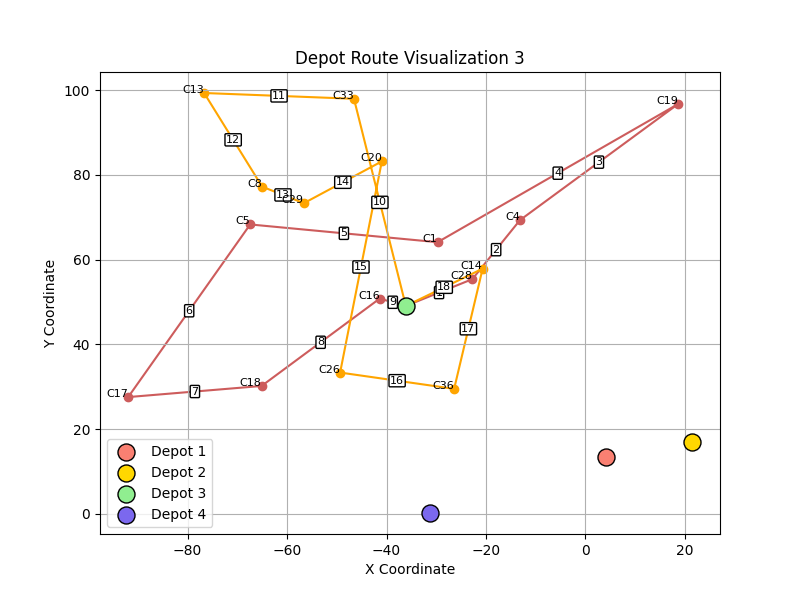 Depot Route Visualization 3
Y Coordinate
100
80
60
40
20
0
C13
11
C33
C19
12
C20
4
3
C8
13
C29
14
10
C5
5
C1
C4
2
15
C14
C28
18
C16
9
6
17
8
C26
16
C36
C17
7
C18
Depot 1
Depot 2
Depot 3
Depot 4
−80
−60
−40
−20
0
20
X Coordinate